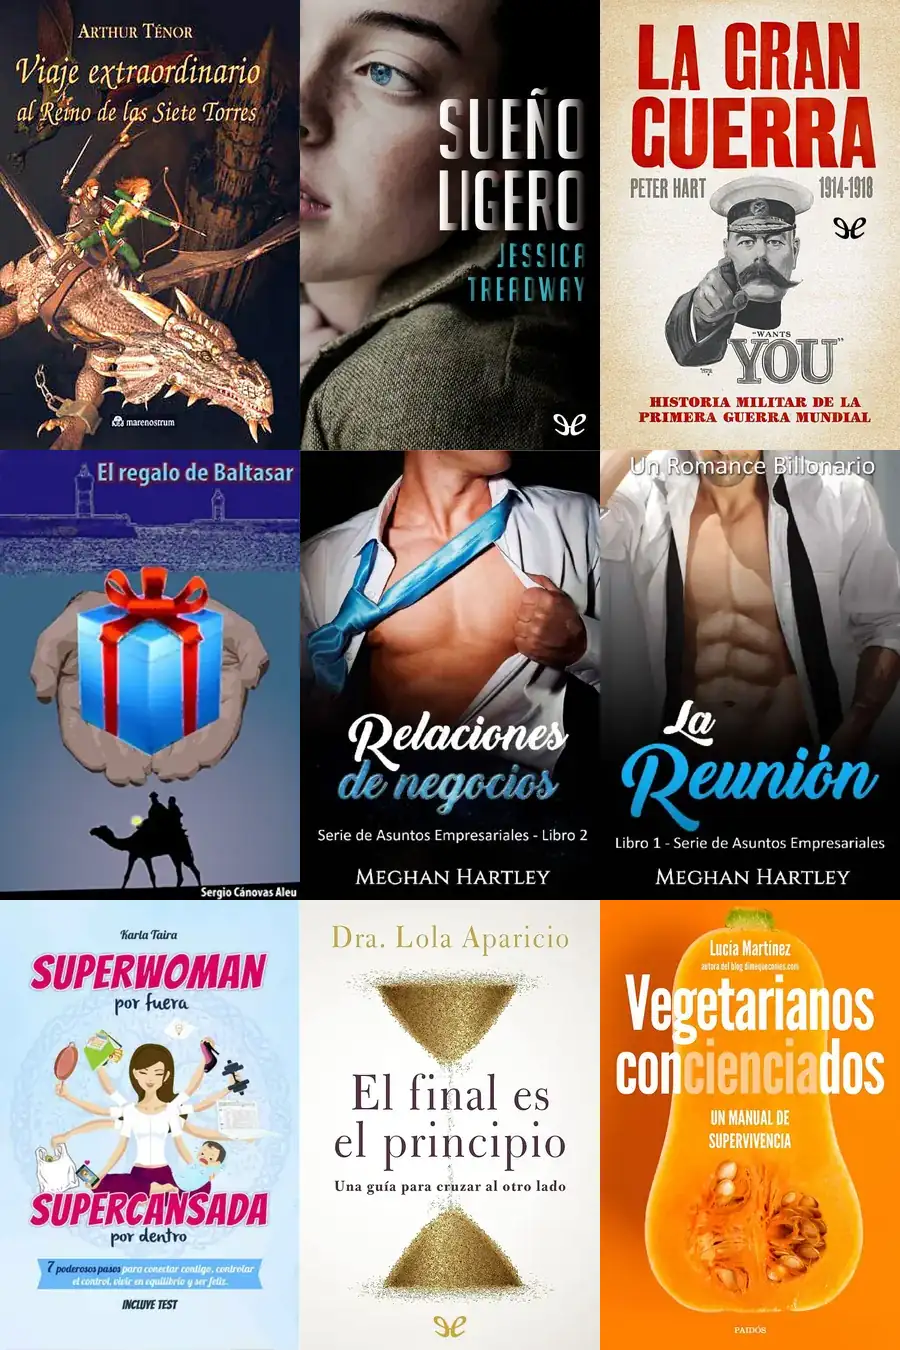 ARTHUR TÉNOR
Viaje extraordinario
al Reino de las Siete Torres
marenostrum
SUEÑO
LIGERO
JESSICA
TREADWAY
LA GRAN
GUERRA
PETER HART
1914-1918
"WANTS
YOU"
HISTORIA MILITAR DE LA
PRIMERA GUERRA MUNDIAL
El regalo de Baltasar
Sergio Cánovas Aleu
Relaciones
de negocios
Serie de Asuntos Empresariales - Libro 2
MEGHAN HARTLEY
Un Romance Billonario
La
Reunión
Libro 1 - Serie de Asuntos Empresariales
MEGHAN HARTLEY
Karla Taira
SUPERWOMAN
por fuera
SUPERCANSADA
por dentro
7 poderosos pasos para conectar contigo, controlar
el control, vivir en equilibrio y ser feliz.
INCLUYE TEST
Dra. Lola Aparicio
El final es
el principio
Una guía para cruzar al otro lado
Lucía Martínez
autora del blog dimequecomes.com
Vegetarianos
concienciados
UN MANUAL DE
SUPERVIVENCIA
PAIDÓS